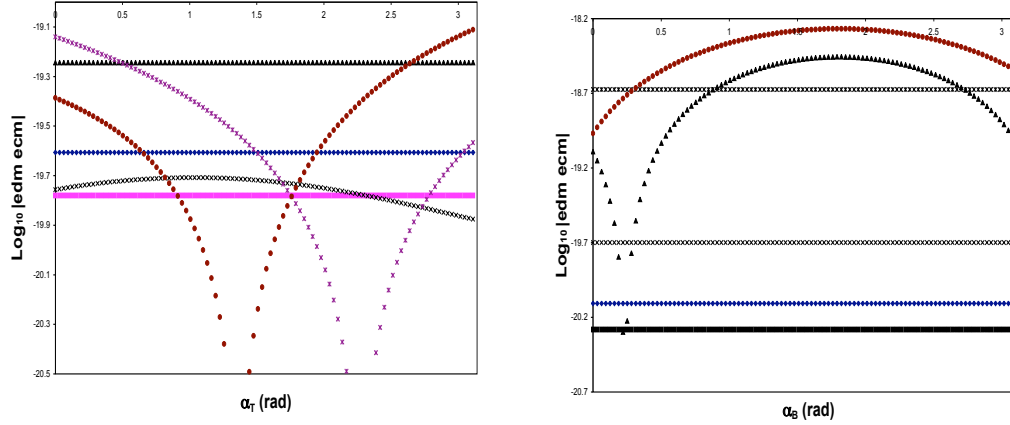 0 0.5 1 1.5 2 2.5 3
-19.1
-19.3
-19.5
-19.7
-19.9
-20.1
-20.3
-20.5
Log₁₀|edm ecm|
α_T (rad)
-18.2
0 0.5 1 1.5 2 2.5 3
-18.7
-19.2
-19.7
-20.2
-20.7
Log₁₀|edm ecm|
α_B (rad)